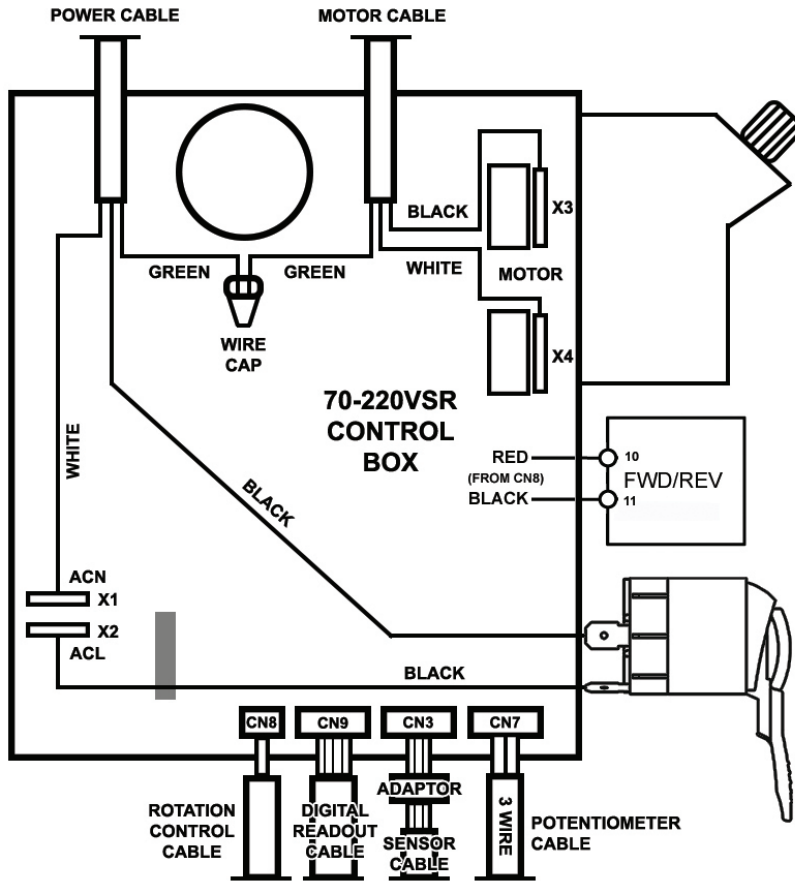 POWER CABLE
MOTOR CABLE
BLACK
X3
GREEN
GREEN
WHITE
MOTOR
WIRE
CAP
X4
70-220VSR
CONTROL
BOX
WHITE
BLACK
RED
(FROM CN8)
BLACK
10
FWD/REV
11
ACN
X1
X2
ACL
BLACK
CN8
CN9
CN3
CN7
ROTATION
CONTROL
CABLE
DIGITAL
READOUT
CABLE
ADAPTOR
SENSOR
CABLE
3 WIRE
POTENTIOMETER
CABLE